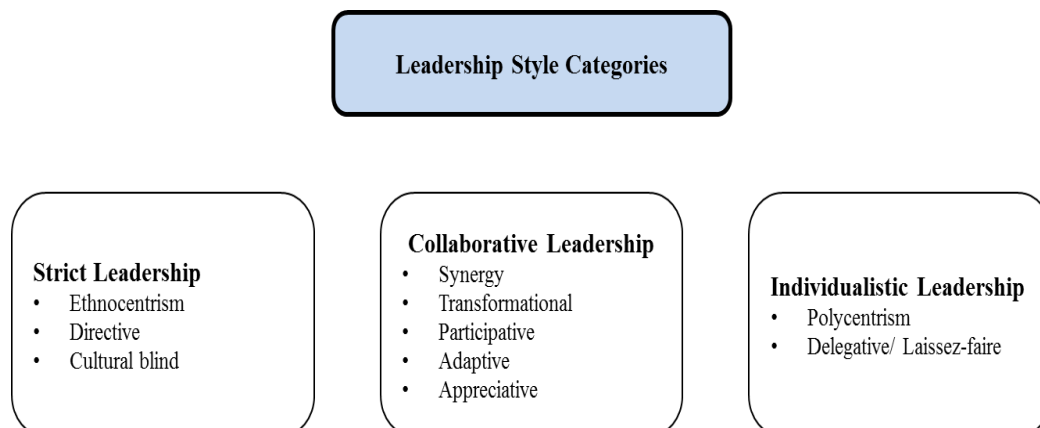 Leadership Style Categories
Strict Leadership
• Ethnocentrism
• Directive
• Cultural blind
Collaborative Leadership
• Synergy
• Transformational
• Participative
• Adaptive
• Appreciative
Individualistic Leadership
• Polycentrism
• Delegative/ Laissez-faire